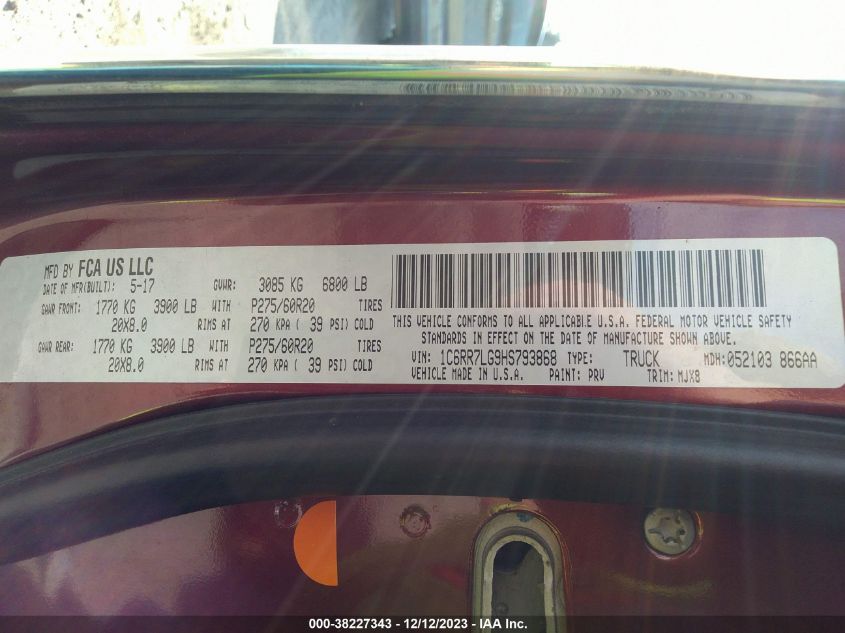 MFD BY FCA US LLC
DATE OF MFR(BUILT): 5-17 GVWR: 3085 KG 6800 LB
GAWR FRONT: 1770 KG 3900 LB WITH P275/60R20 TIRES
20X8.0 RIMS AT 270 KPA ( 39 PSI) COLD
GAWR REAR: 1770 KG 3900 LB WITH P275/60R20 TIRES
20X8.0 RIMS AT 270 KPA ( 39 PSI) COLD
THIS VEHICLE CONFORMS TO ALL APPLICABLE U.S.A. FEDERAL MOTOR VEHICLE SAFETY
STANDARDS IN EFFECT ON THE DATE OF MANUFACTURE SHOWN ABOVE.
VIN: 1C6RR7LG9HS793868 TYPE: TRUCK MDH:052103 866AA
VEHICLE MADE IN U.S.A. PAINT: PRV TRIM: MJX8
000-38227343 - 12/12/2023 - IAA Inc.